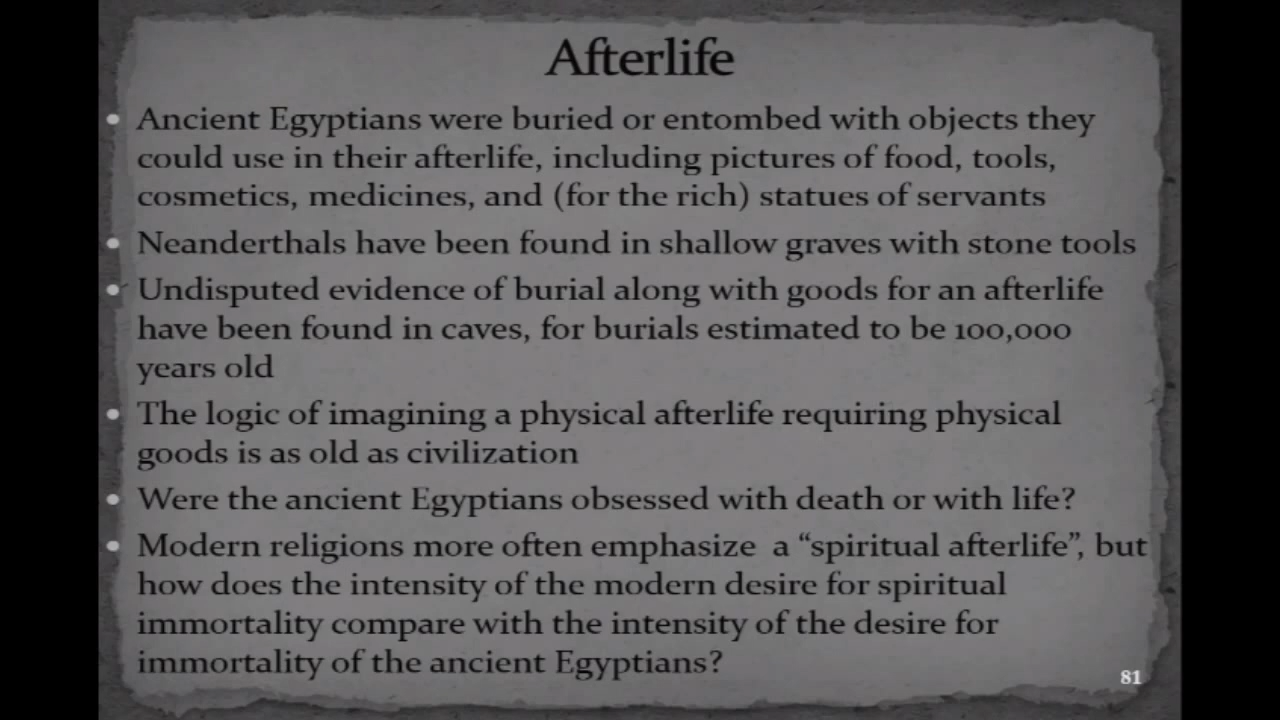 Afterlife
• Ancient Egyptians were buried or entombed with objects they
could use in their afterlife, including pictures of food, tools,
cosmetics, medicines, and (for the rich) statues of servants
• Neanderthals have been found in shallow graves with stone tools
• Undisputed evidence of burial along with goods for an afterlife
have been found in caves, for burials estimated to be 100,000
years old
• The logic of imagining a physical afterlife requiring physical
goods is as old as civilization
• Were the ancient Egyptians obsessed with death or with life?
• Modern religions more often emphasize a “spiritual afterlife”, but
how does the intensity of the modern desire for spiritual
immortality compare with the intensity of the desire for
immortality of the ancient Egyptians?
81